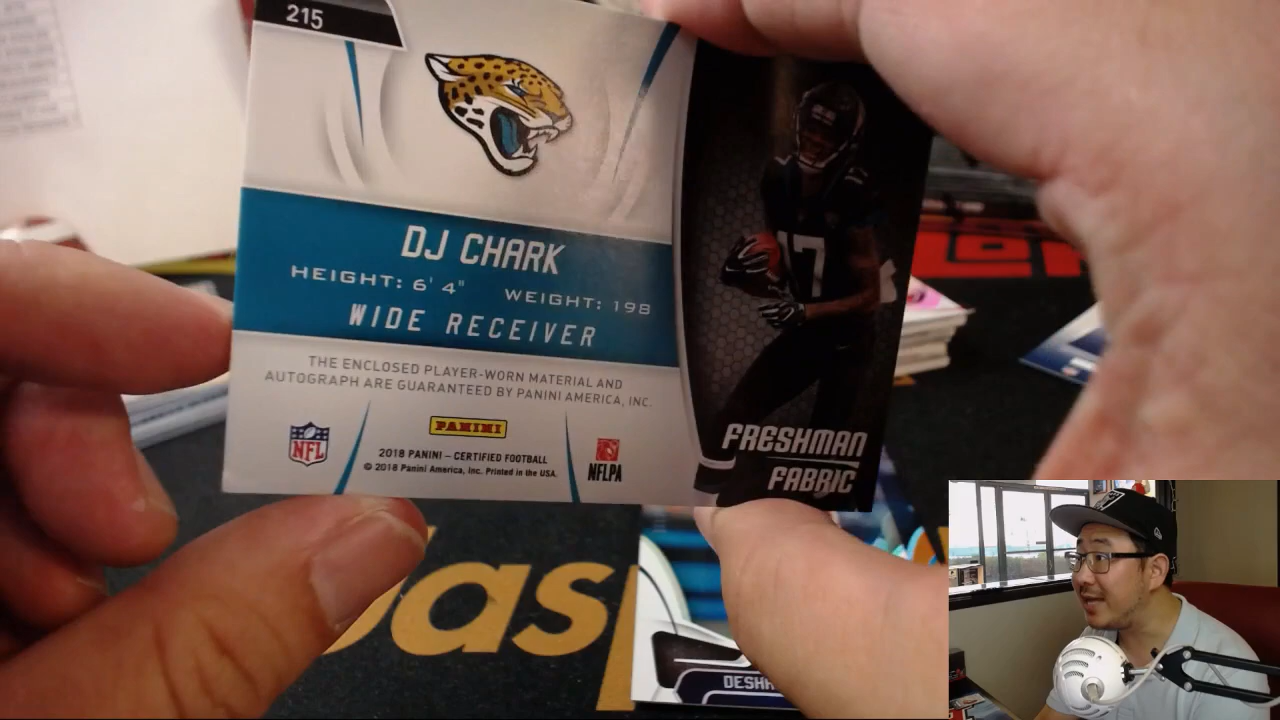 215
DJ CHARK
HEIGHT: 6' 4" WEIGHT: 198
WIDE RECEIVER
THE ENCLOSED PLAYER-WORN MATERIAL AND
AUTOGRAPH ARE GUARANTEED BY PANINI AMERICA, INC.
NFL
PANINI
2018 PANINI – CERTIFIED FOOTBALL
© 2018 Panini America, Inc. Printed in the USA.
NFLPA
17
FRESHMAN
FABRIC